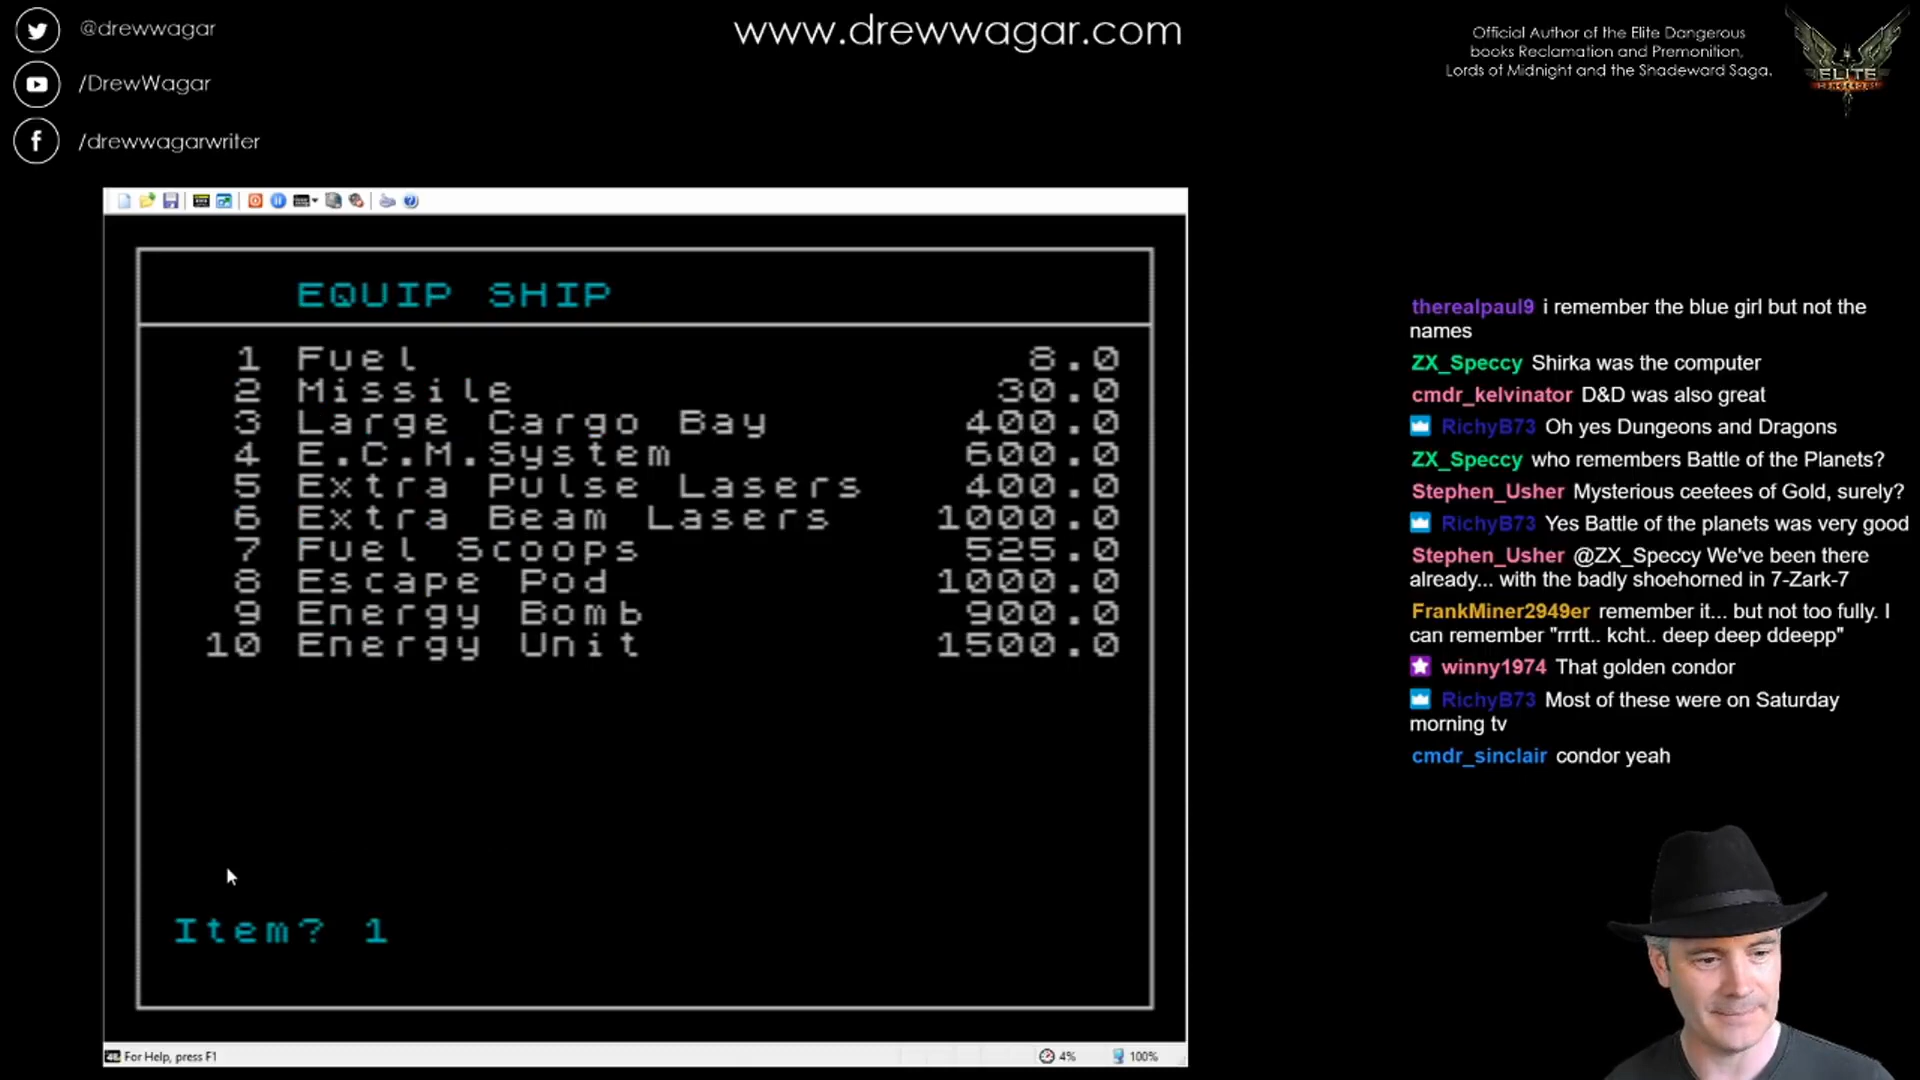 @drewwagar
/DrewWagar
/drewwagarwriter
www.drewwagar.com
Official Author of the Elite Dangerous
books Reclamation and Premonition,
Lords of Midnight and the Shadeward Saga.
ELITE
DANGEROUS
EQUIP SHIP
1 Fuel 8.0
2 Missile 30.0
3 Large Cargo Bay 400.0
4 E.C.M.System 600.0
5 Extra Pulse Lasers 400.0
6 Extra Beam Lasers 1000.0
7 Fuel Scoops 525.0
8 Escape Pod 1000.0
9 Energy Bomb 900.0
10 Energy Unit 1500.0
Item? 1
For Help, press F1
4%
100%
therealpaul9 i remember the blue girl but not the
names
ZX_Speccy Shirka was the computer
cmdr_kelvinator D&D was also great
RichyB73 Oh yes Dungeons and Dragons
ZX_Speccy who remembers Battle of the Planets?
Stephen_Usher Mysterious ceetees of Gold, surely?
RichyB73 Yes Battle of the planets was very good
Stephen_Usher @ZX_Speccy We've been there
already... with the badly shoehorned in 7-Zark-7
FrankMiner2949er remember it... but not too fully. I
can remember "rrrtt.. kcht.. deep deep ddeepp"
winny1974 That golden condor
RichyB73 Most of these were on Saturday
morning tv
cmdr_sinclair condor yeah